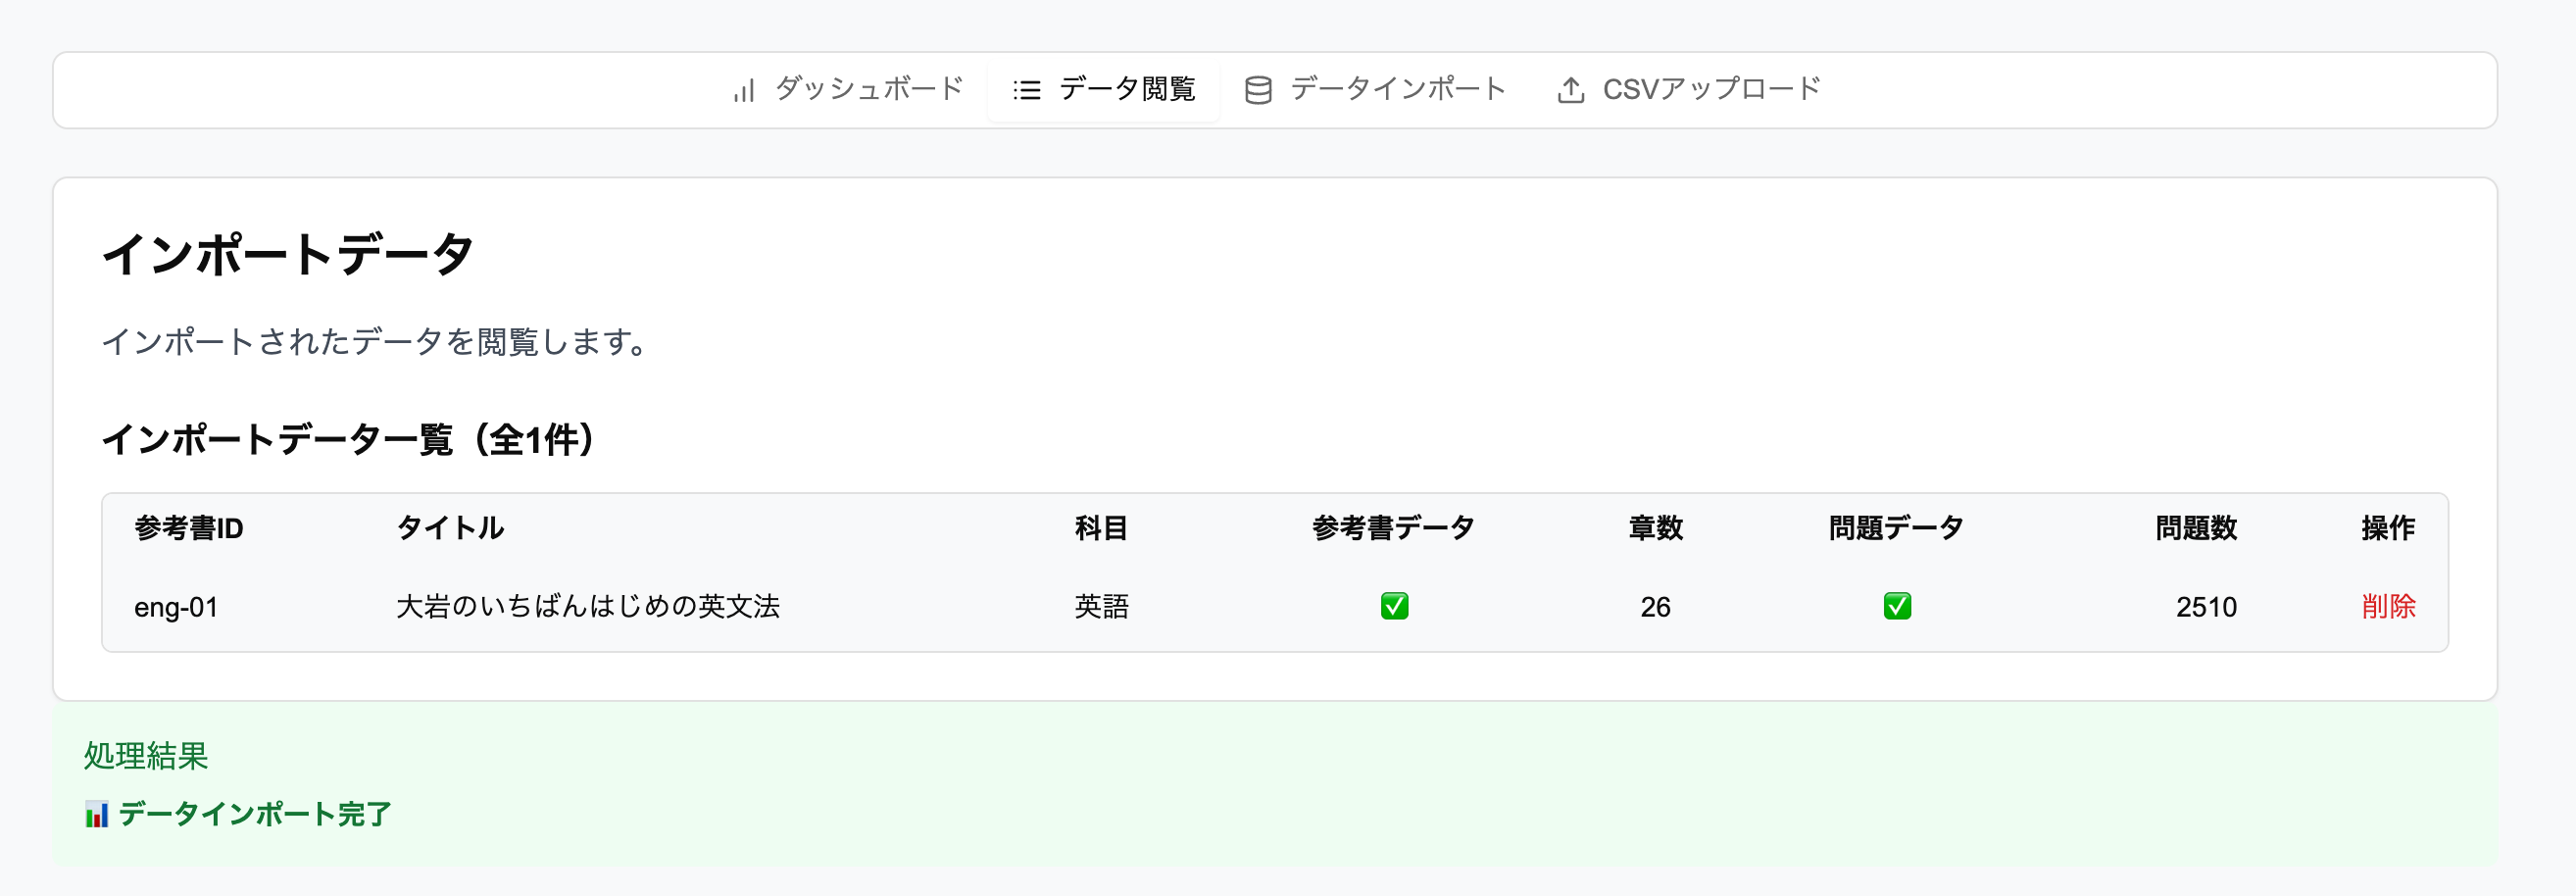 ダッシュボード データ閲覧 データインポート CSVアップロード
インポートデータ
インポートされたデータを閲覧します。
インポートデータ一覧（全1件）
参考書ID タイトル 科目 参考書データ 章数 問題データ 問題数 操作
eng-01 大岩のいちばんはじめの英文法 英語 ✅ 26 ✅ 2510 削除
処理結果
📊 データインポート完了